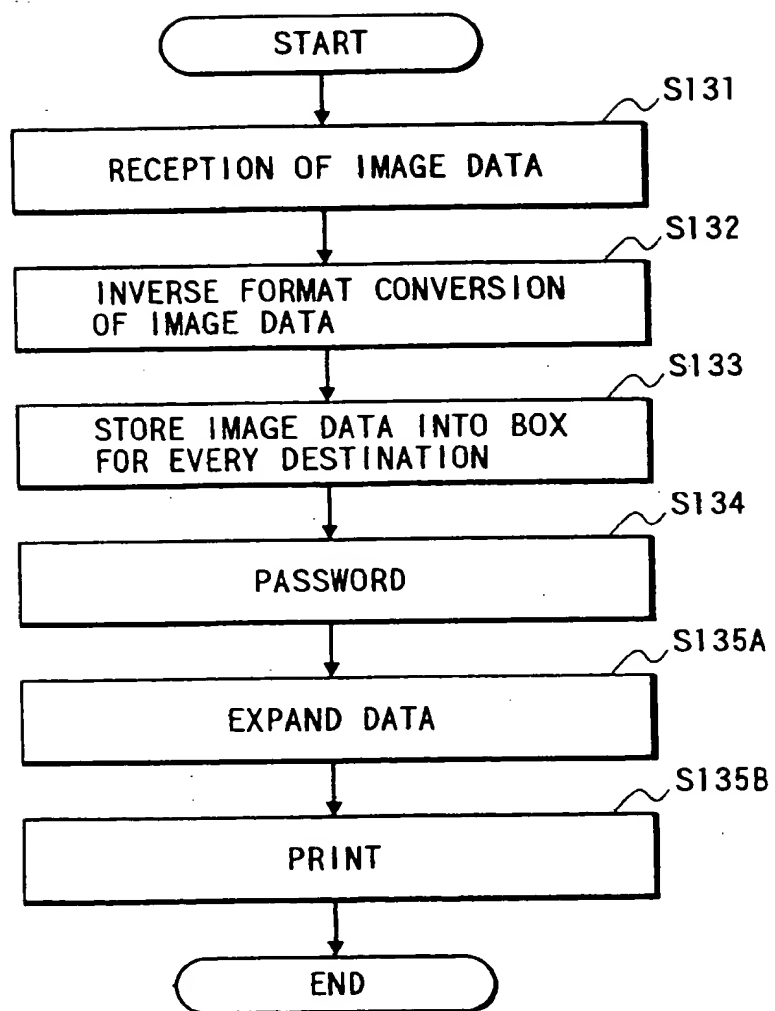 START
S131
RECEPTION OF IMAGE DATA
S132
INVERSE FORMAT CONVERSION
OF IMAGE DATA
S133
STORE IMAGE DATA INTO BOX
FOR EVERY DESTINATION
S134
PASSWORD
S135A
EXPAND DATA
S135B
PRINT
END